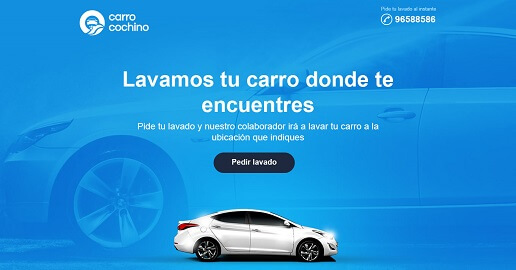 carro
cochino
Pide tu lavado al instante
96588586
Lavamos tu carro donde te
encuentres
Pide tu lavado y nuestro colaborador irá a lavar tu carro a la
ubicación que indiques
Pedir lavado